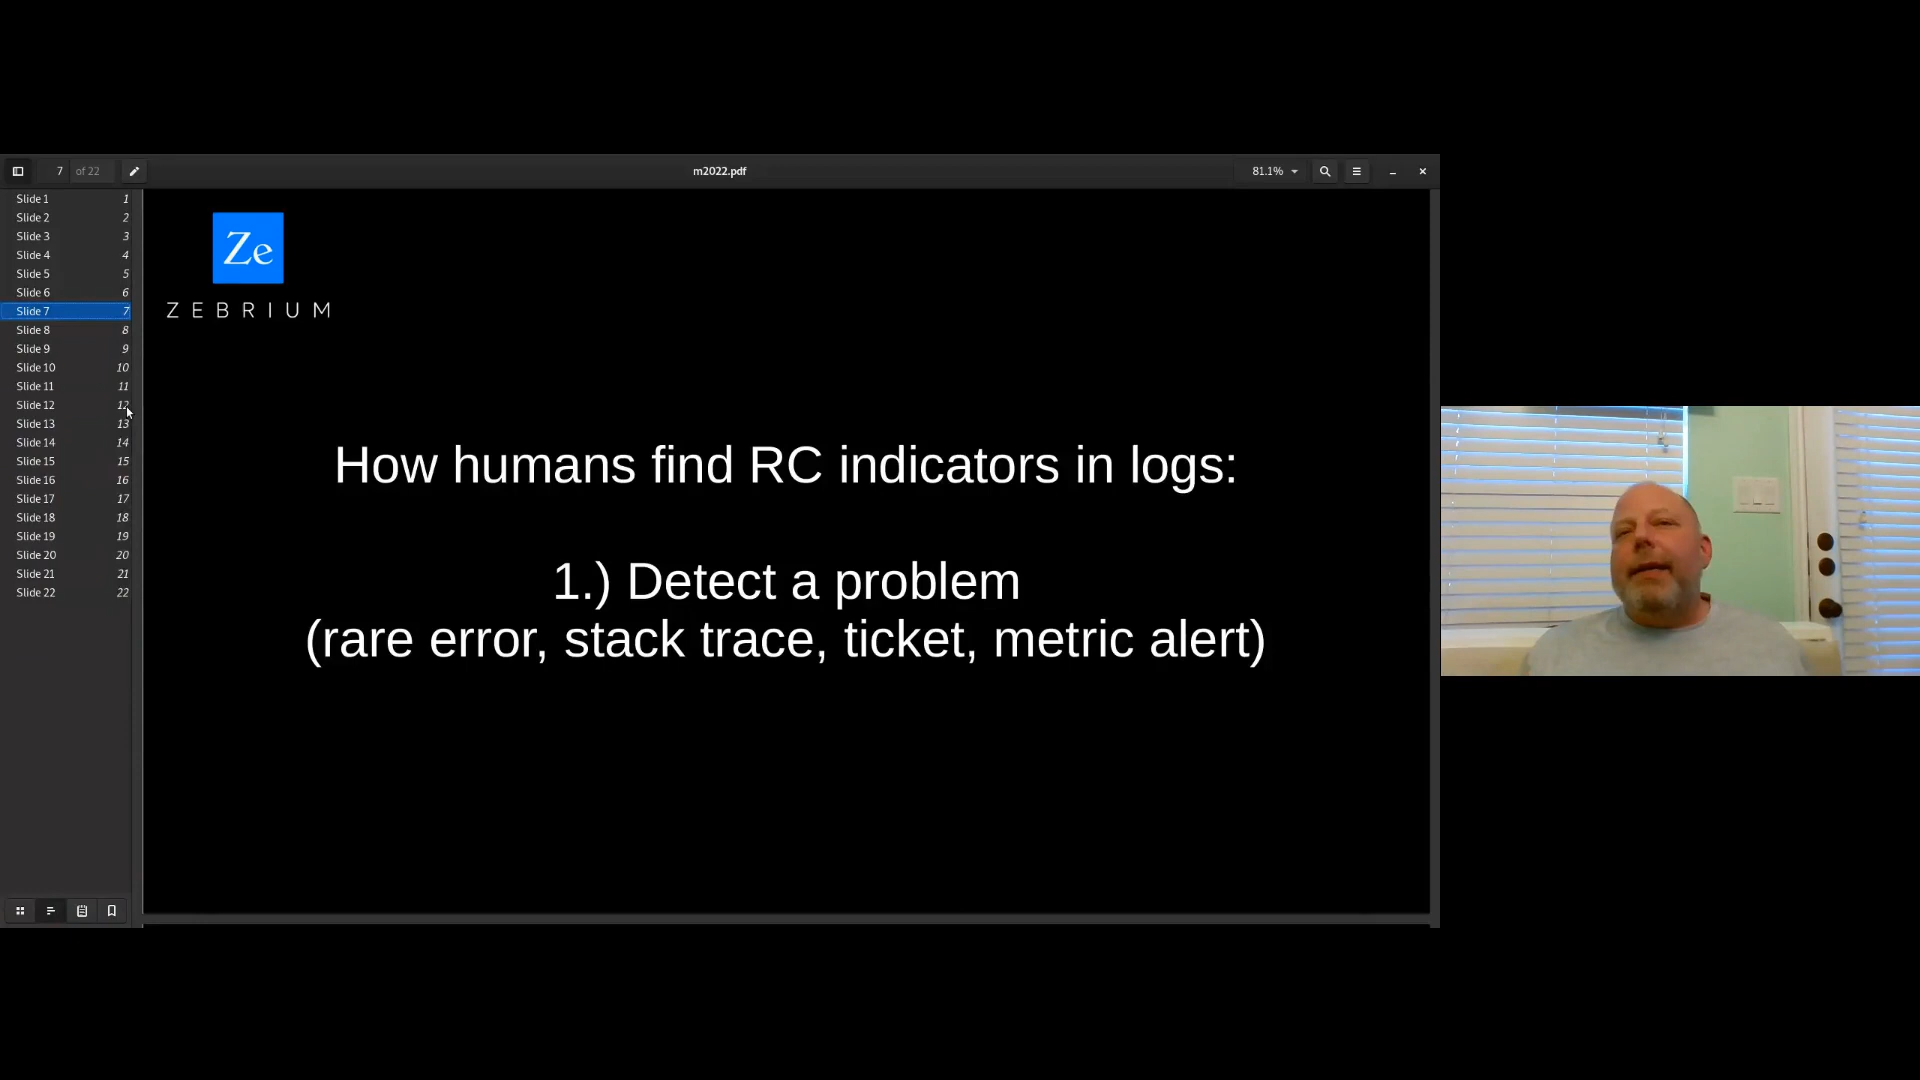 7 of 22
m2022.pdf
81.1%
Slide 1 1
Slide 2 2
Slide 3 3
Slide 4 4
Slide 5 5
Slide 6 6
Slide 7 7
Slide 8 8
Slide 9 9
Slide 10 10
Slide 11 11
Slide 12 12
Slide 13 13
Slide 14 14
Slide 15 15
Slide 16 16
Slide 17 17
Slide 18 18
Slide 19 19
Slide 20 20
Slide 21 21
Slide 22 22
Ze
ZEBRIUM
How humans find RC indicators in logs:
1.) Detect a problem
(rare error, stack trace, ticket, metric alert)